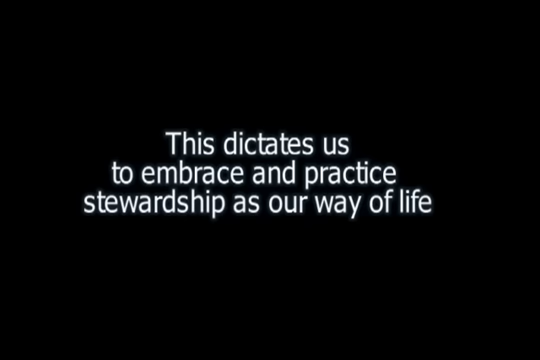 This dictates us
to embrace and practice
stewardship as our way of life